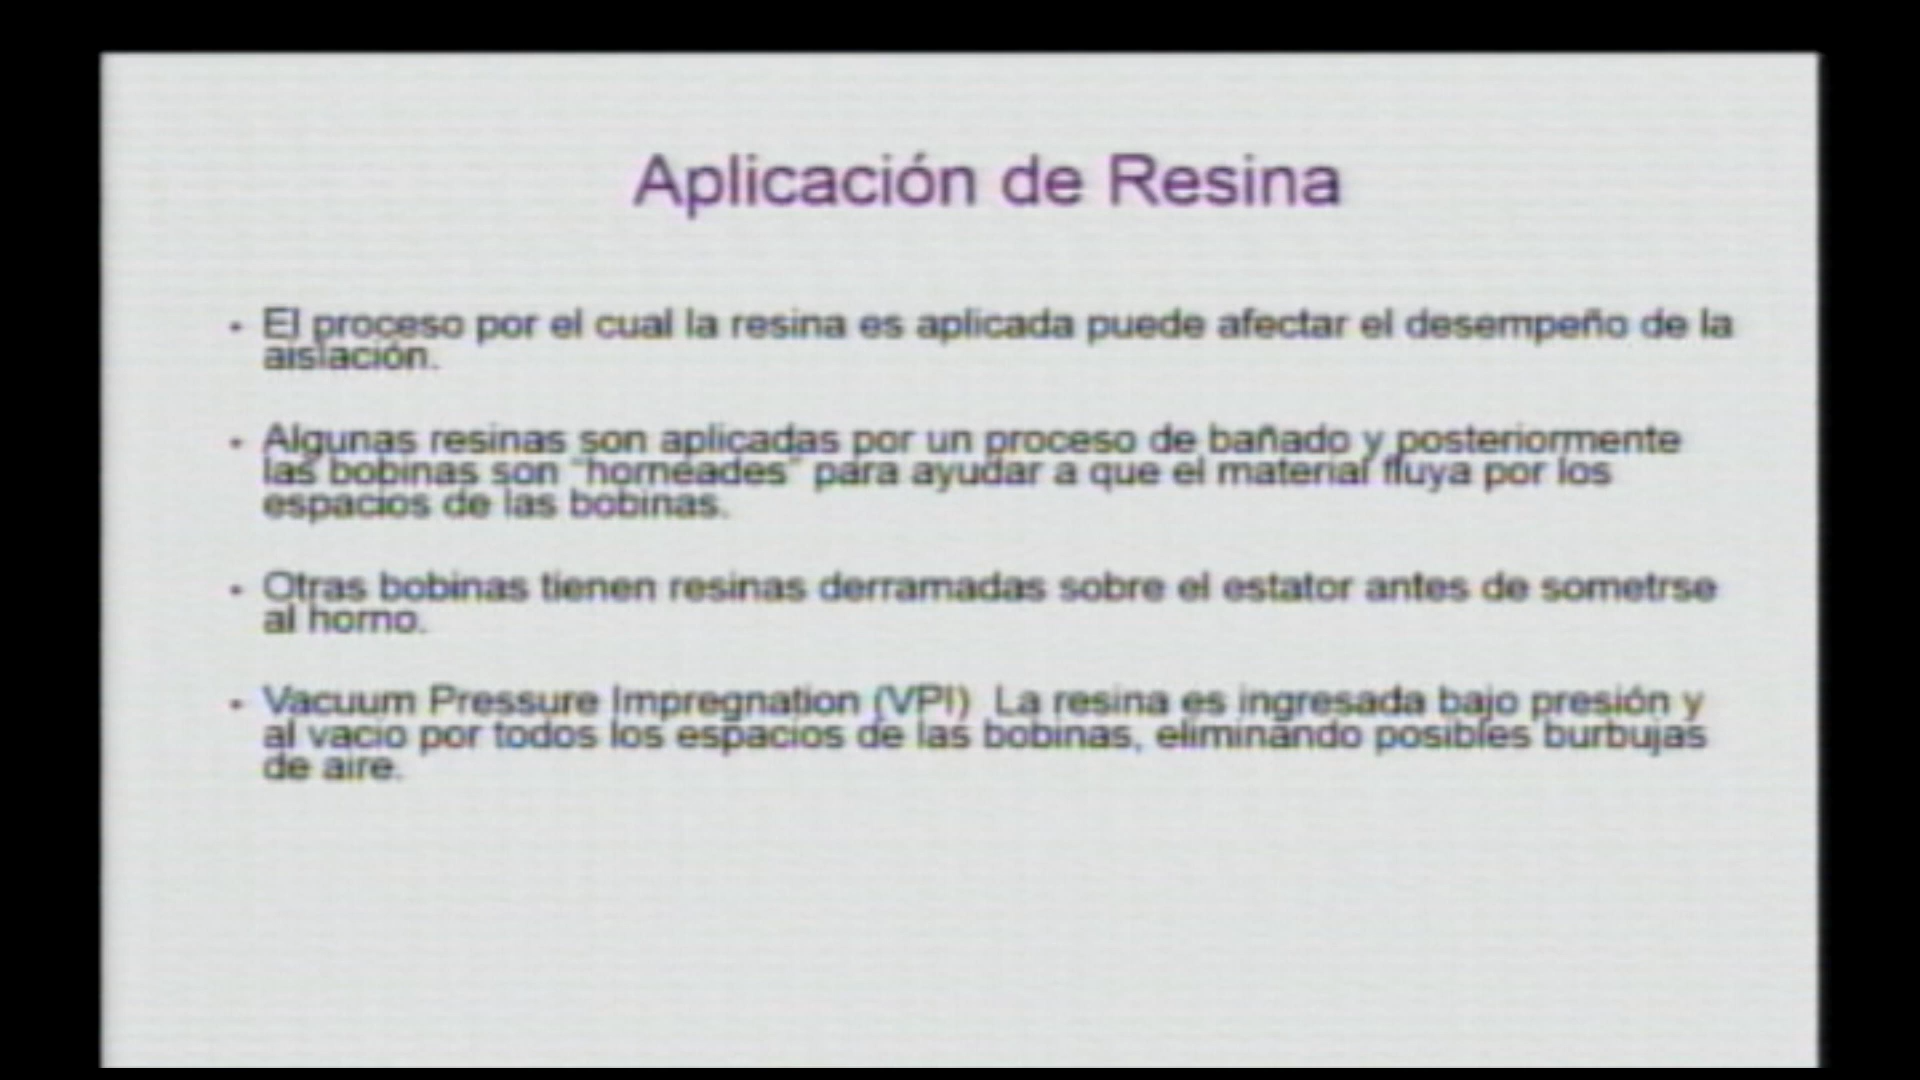 Aplicación de Resina
• El proceso por el cual la resina es aplicada puede afectar el desempeño de la
aislación.
• Algunas resinas son aplicadas por un proceso de bañado y posteriormente
las bobinas son "horneades" para ayudar a que el material fluya por los
espacios de las bobinas.
• Otras bobinas tienen resinas derramadas sobre el estator antes de sometrse
al horno.
• Vacuum Pressure Impregnation (VPI) La resina es ingresada bajo presión y
al vacio por todos los espacios de las bobinas, eliminando posibles burbujas
de aire.